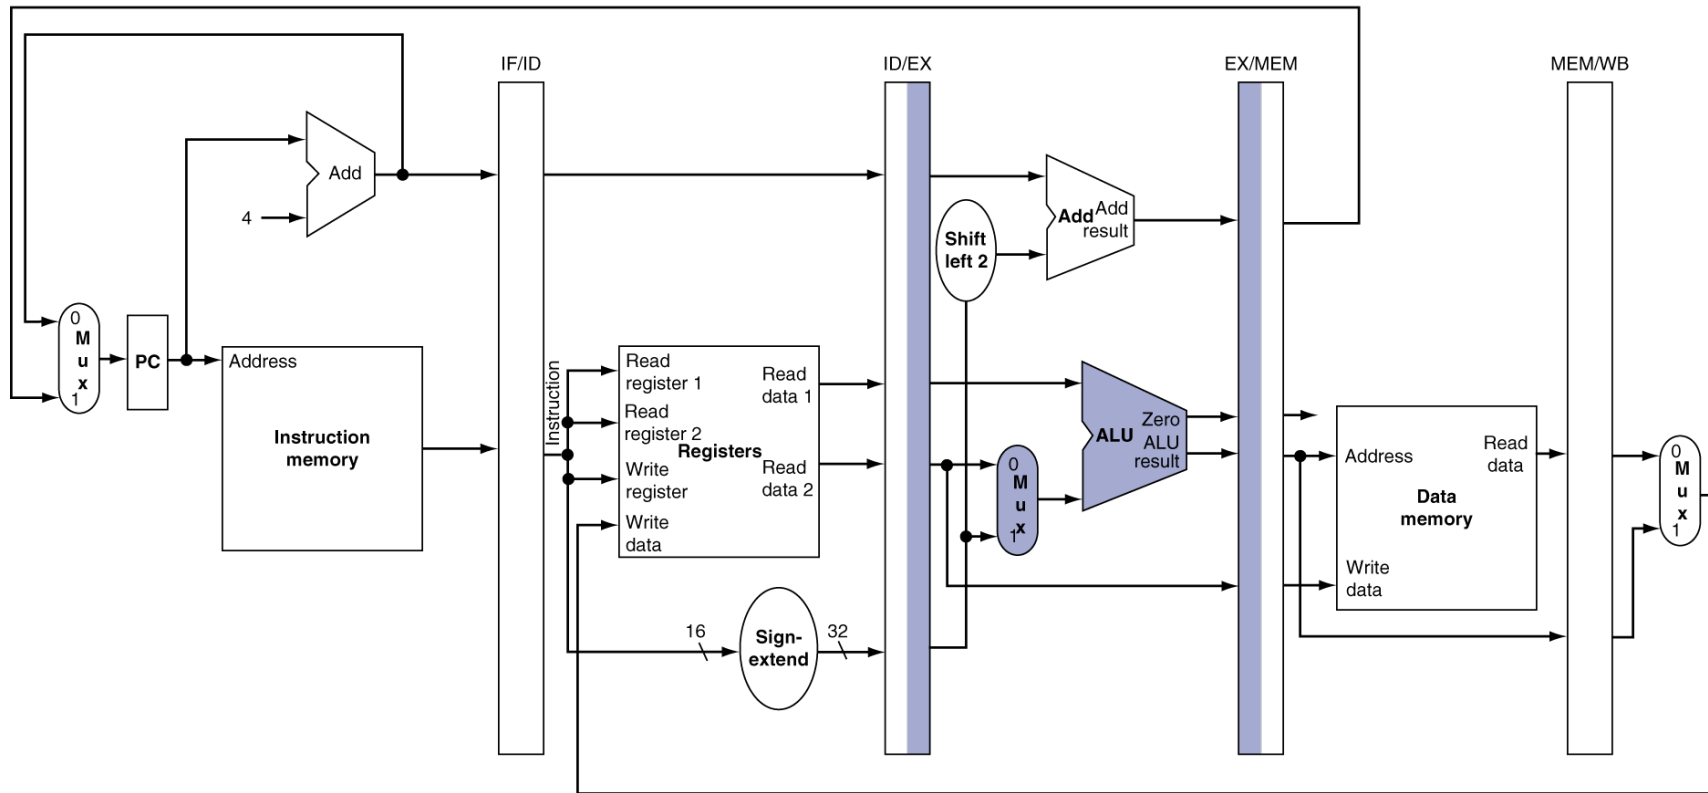 IF/ID
ID/EX
EX/MEM
MEM/WB
Add
4
Add Add
result
Shift
left 2
0
M
u
x
1
PC
Address
Instruction
memory
Instruction
Read
register 1
Read
register 2
Write
register
Write
data
Registers
Read
data 1
Read
data 2
16
Sign-
extend
32
0
M
u
x
1
ALU
Zero
ALU
result
Address
Write
data
Data
memory
Read
data
0
M
u
x
1